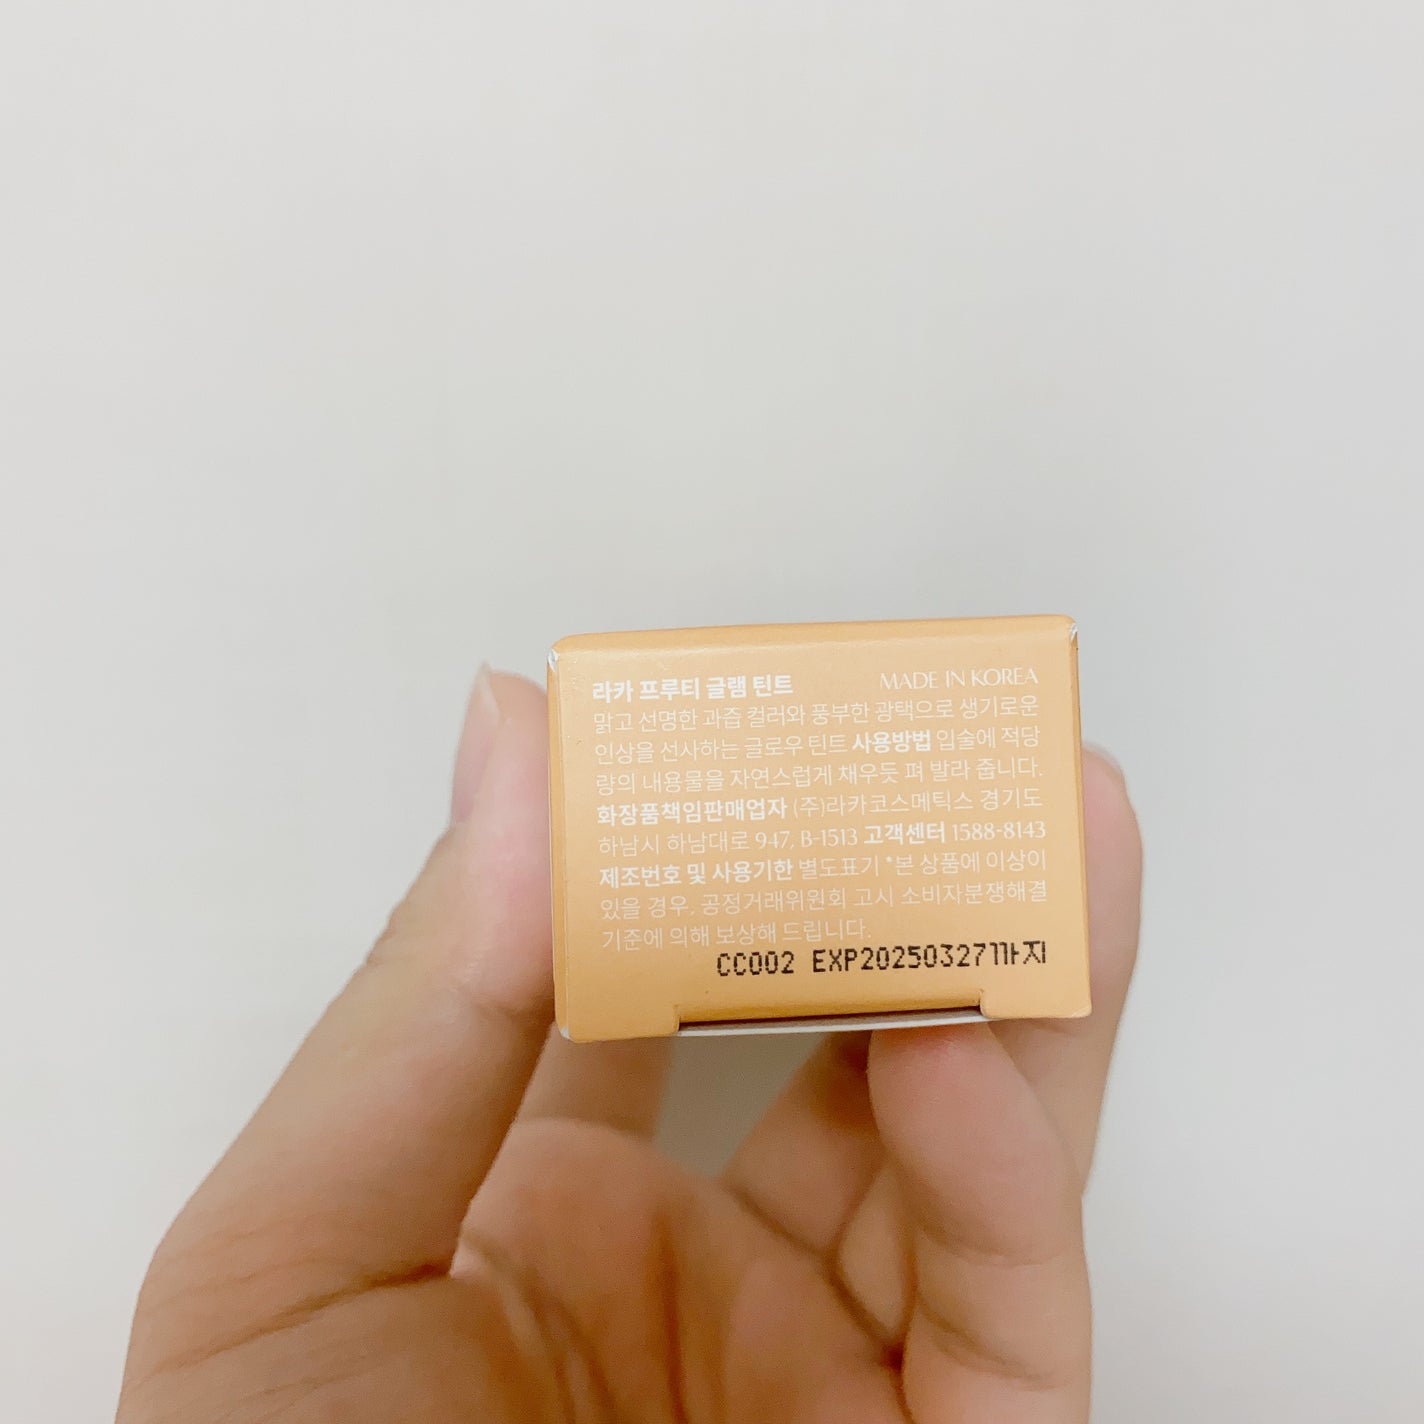 라카 프루티 글램 틴트 MADE IN KOREA
맑고 선명한 과즙 컬러와 풍부한 광택으로 생기로운
인상을 선사하는 글로우 틴트 사용방법 입술에 적당
량의 내용물을 자연스럽게 채우듯 펴 발라 줍니다.
화장품책임판매업자 (주)라카코스메틱스 경기도
하남시 하남대로 947, B-1513 고객센터 1588-8143
제조번호 및 사용기한 별도표기 *본 상품에 이상이
있을 경우, 공정거래위원회 고시 소비자분쟁해결
기준에 의해 보상해 드립니다.
CC002 EXP20250327까지